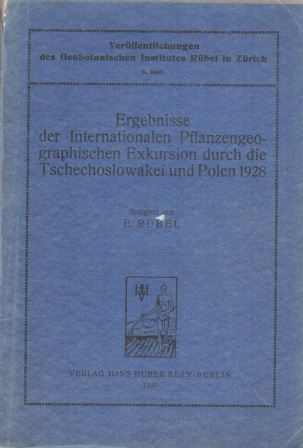 Veröffentlichungen
des Geobotanischen Institutes Rübel in Zürich
6. Heft
Ergebnisse
der Internationalen Pflanzengeo-
graphischen Exkursion durch die
Tschechoslowakei und Polen 1928
Redigiert von
E. RÜBEL
VERLAG HANS HUBER BERN-BERLIN
1930